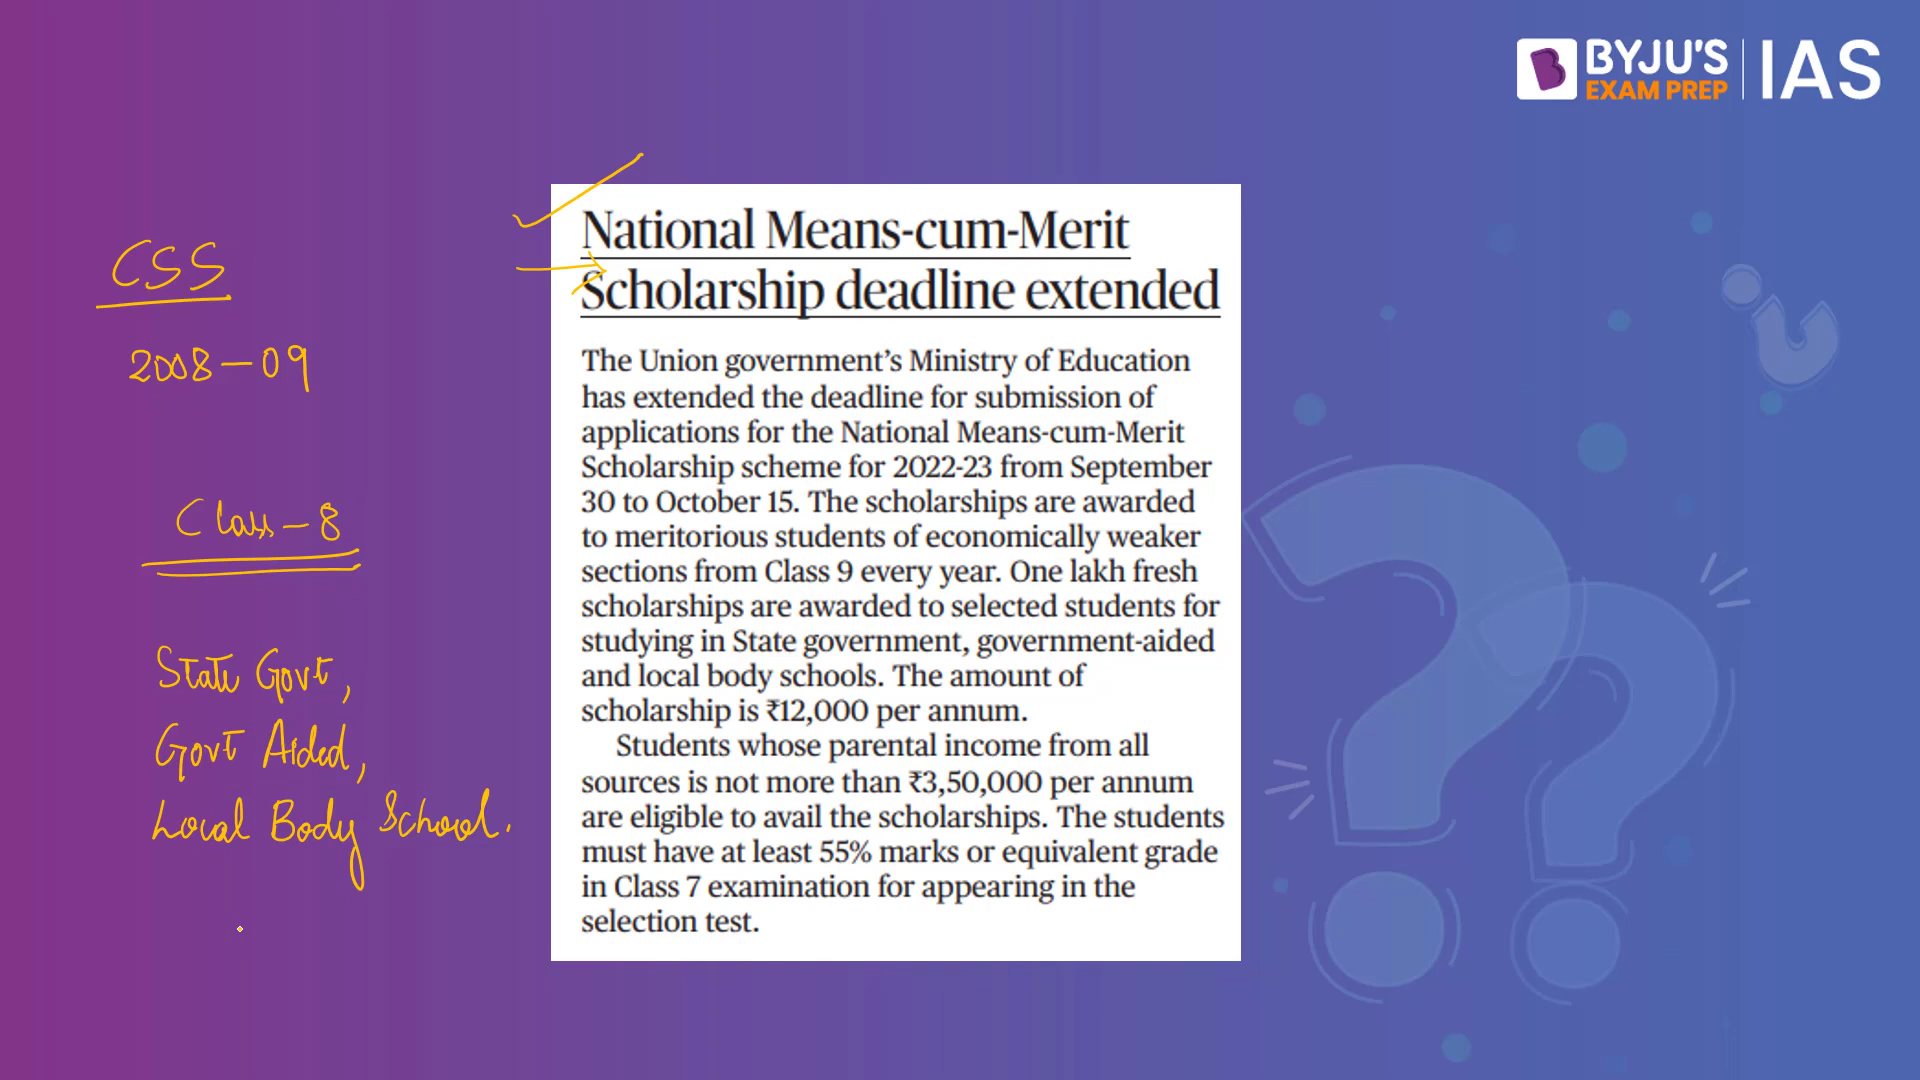 BYJU'S
EXAM PREP
IAS
CSS
2008-09
Class-8
State Govt,
Govt Aided,
Local Body School.
National Means-cum-Merit
Scholarship deadline extended
The Union government's Ministry of Education
has extended the deadline for submission of
applications for the National Means-cum-Merit
Scholarship scheme for 2022-23 from September
30 to October 15. The scholarships are awarded
to meritorious students of economically weaker
sections from Class 9 every year. One lakh fresh
scholarships are awarded to selected students for
studying in State government, government-aided
and local body schools. The amount of
scholarship is ₹12,000 per annum.
Students whose parental income from all
sources is not more than ₹3,50,000 per annum
are eligible to avail the scholarships. The students
must have at least 55% marks or equivalent grade
in Class 7 examination for appearing in the
selection test.